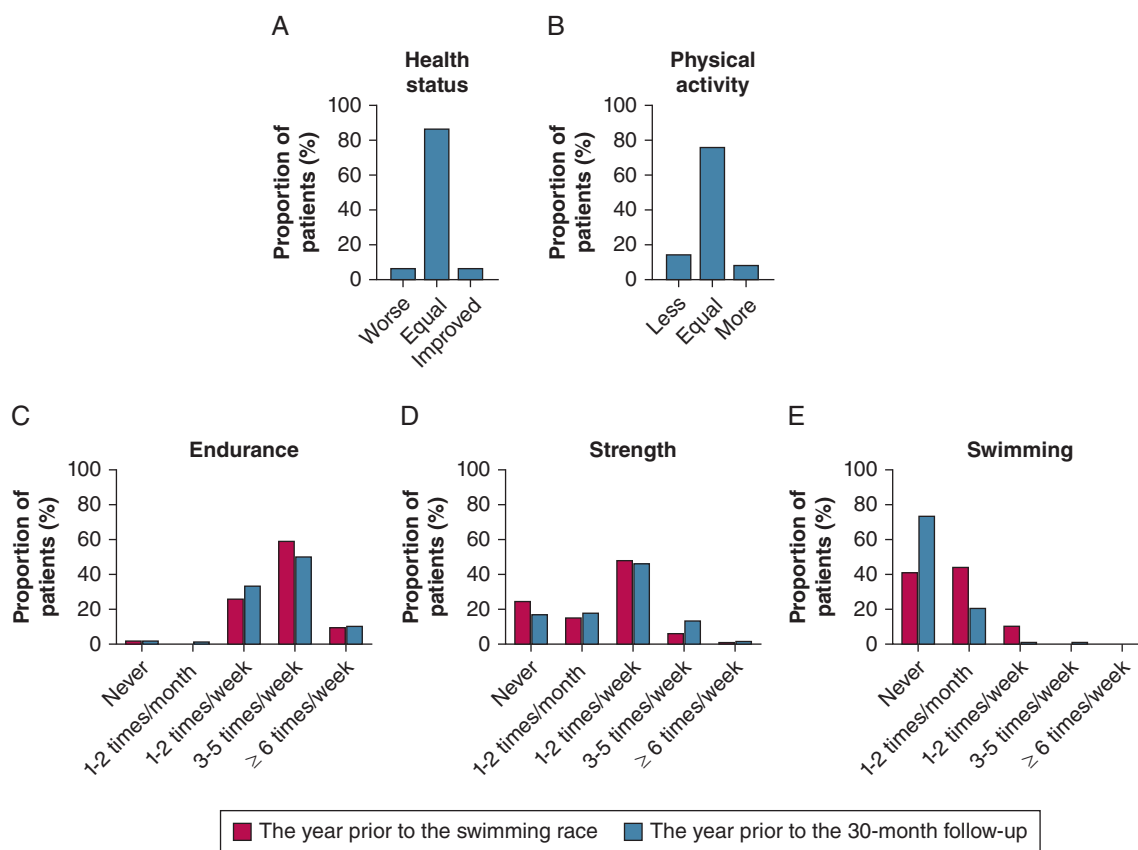 A
Health
status
Proportion of
patients (%)
100
80
60
40
20
0
Worse
Equal
Improved
B
Physical
activity
Proportion of
patients (%)
100
80
60
40
20
0
Less
Equal
More
C
Endurance
Proportion of
patients (%)
100
80
60
40
20
0
Never
1-2 times/month
1-2 times/week
3-5 times/week
≥ 6 times/week
D
Strength
Proportion of
patients (%)
100
80
60
40
20
0
Never
1-2 times/month
1-2 times/week
3-5 times/week
≥ 6 times/week
E
Swimming
Proportion of
patients (%)
100
80
60
40
20
0
Never
1-2 times/month
1-2 times/week
3-5 times/week
≥ 6 times/week
The year prior to the swimming race
The year prior to the 30-month follow-up